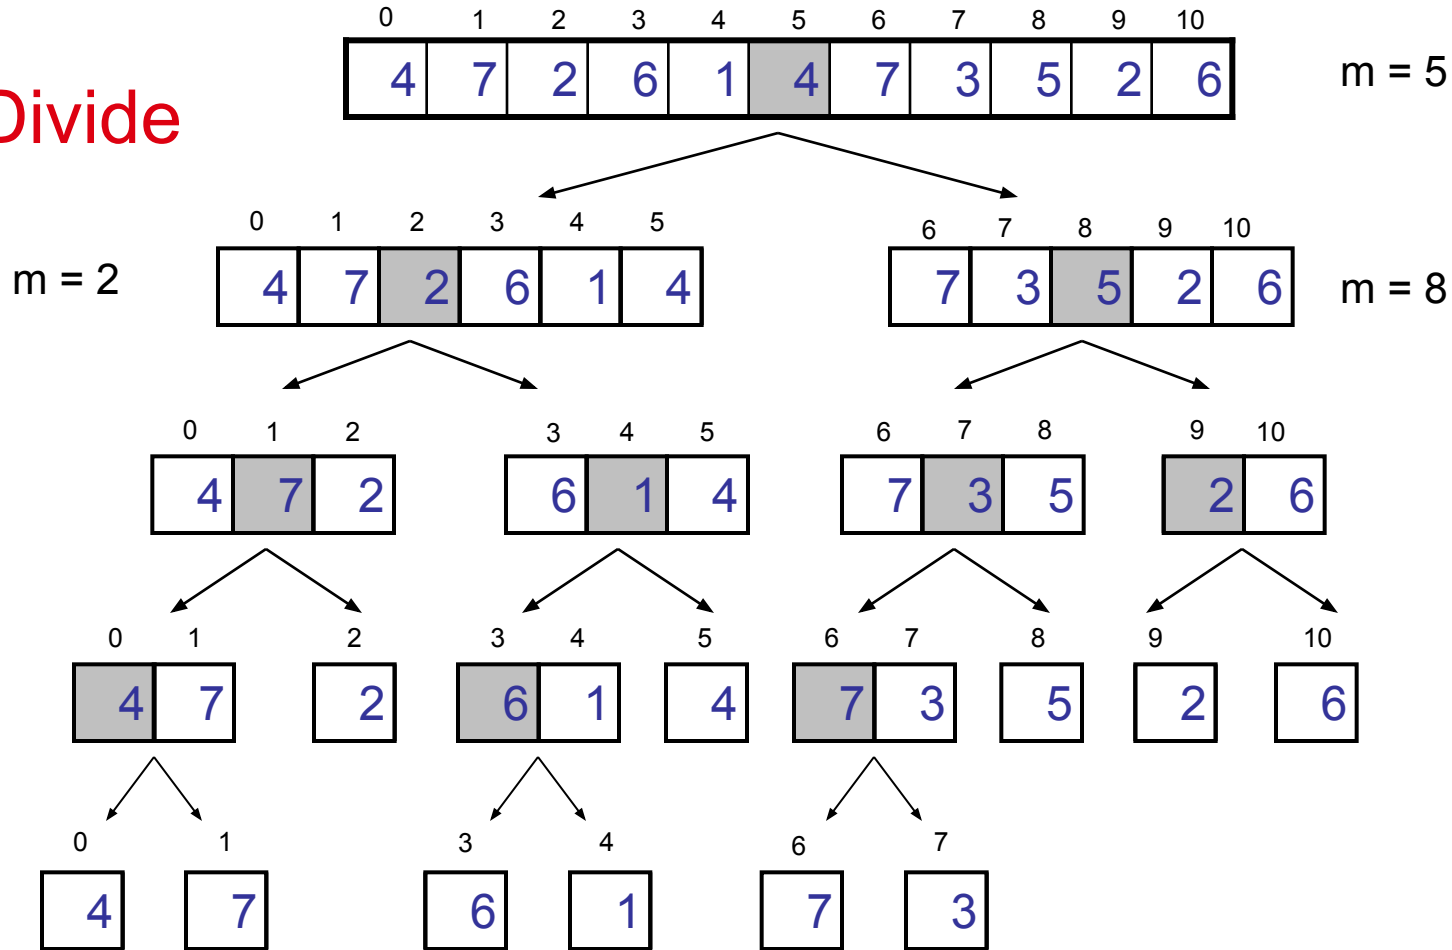 0 1 2 3 4 5 6 7 8 9 10
4 7 2 6 1 4 7 3 5 2 6 m = 5
Divide
0 1 2 3 4 5 6 7 8 9 10
m = 2 4 7 2 6 1 4 7 3 5 2 6 m = 8
0 1 2 3 4 5 6 7 8 9 10
4 7 2 6 1 4 7 3 5 2 6
0 1 2 3 4 5 6 7 8 9 10
4 7 2 6 1 4 7 3 5 2 6
0 1 3 4 6 7
4 7 6 1 7 3